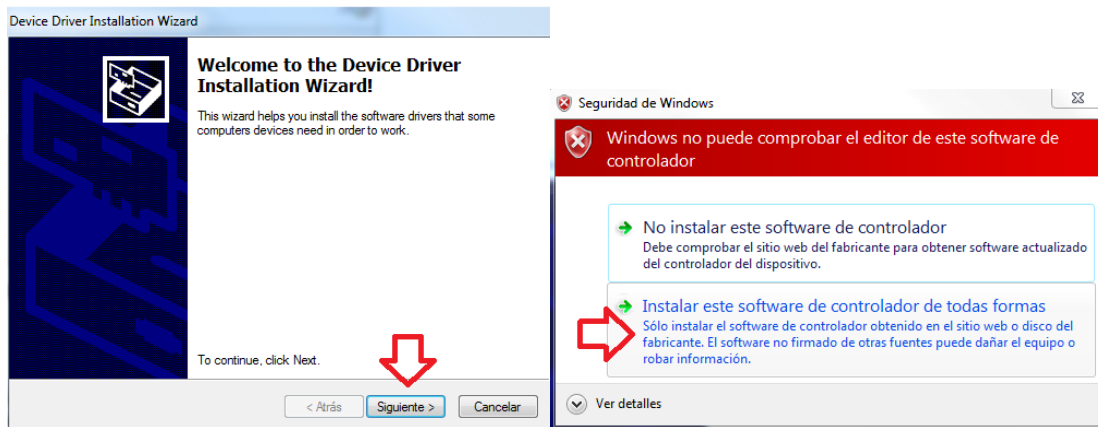 Device Driver Installation Wizard
Welcome to the Device Driver
Installation Wizard!
This wizard helps you install the software drivers that some
computers devices need in order to work.
To continue, click Next.
< Atrás
Siguiente >
Cancelar
Seguridad de Windows
Windows no puede comprobar el editor de este software de
controlador
No instalar este software de controlador
Debe comprobar el sitio web del fabricante para obtener software actualizado
del controlador del dispositivo.
Instalar este software de controlador de todas formas
Sólo instalar el software de controlador obtenido en el sitio web o disco del
fabricante. El software no firmado de otras fuentes puede dañar el equipo o
robar información.
Ver detalles